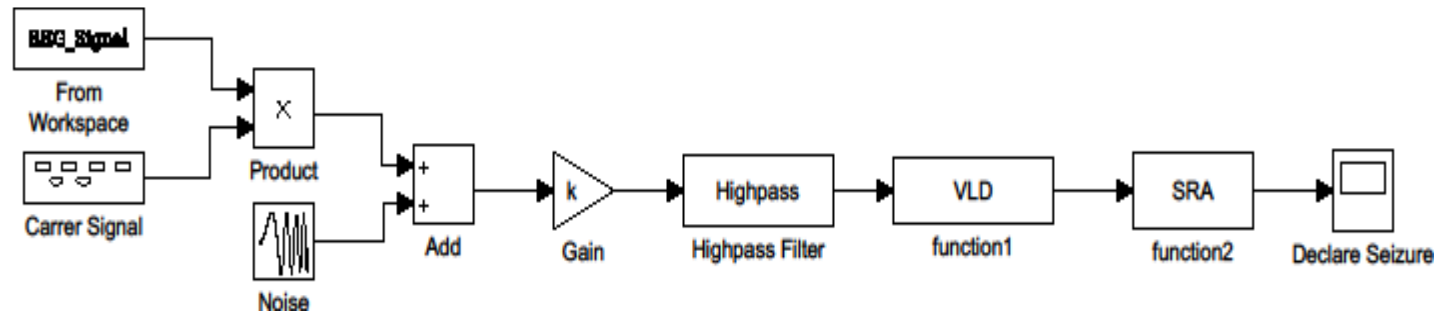 EEG_Signal
From
Workspace
Carrer Signal
X
Product
Noise
+
+
Add
k
Gain
Highpass
Highpass Filter
VLD
function1
SRA
function2
Declare Seizure